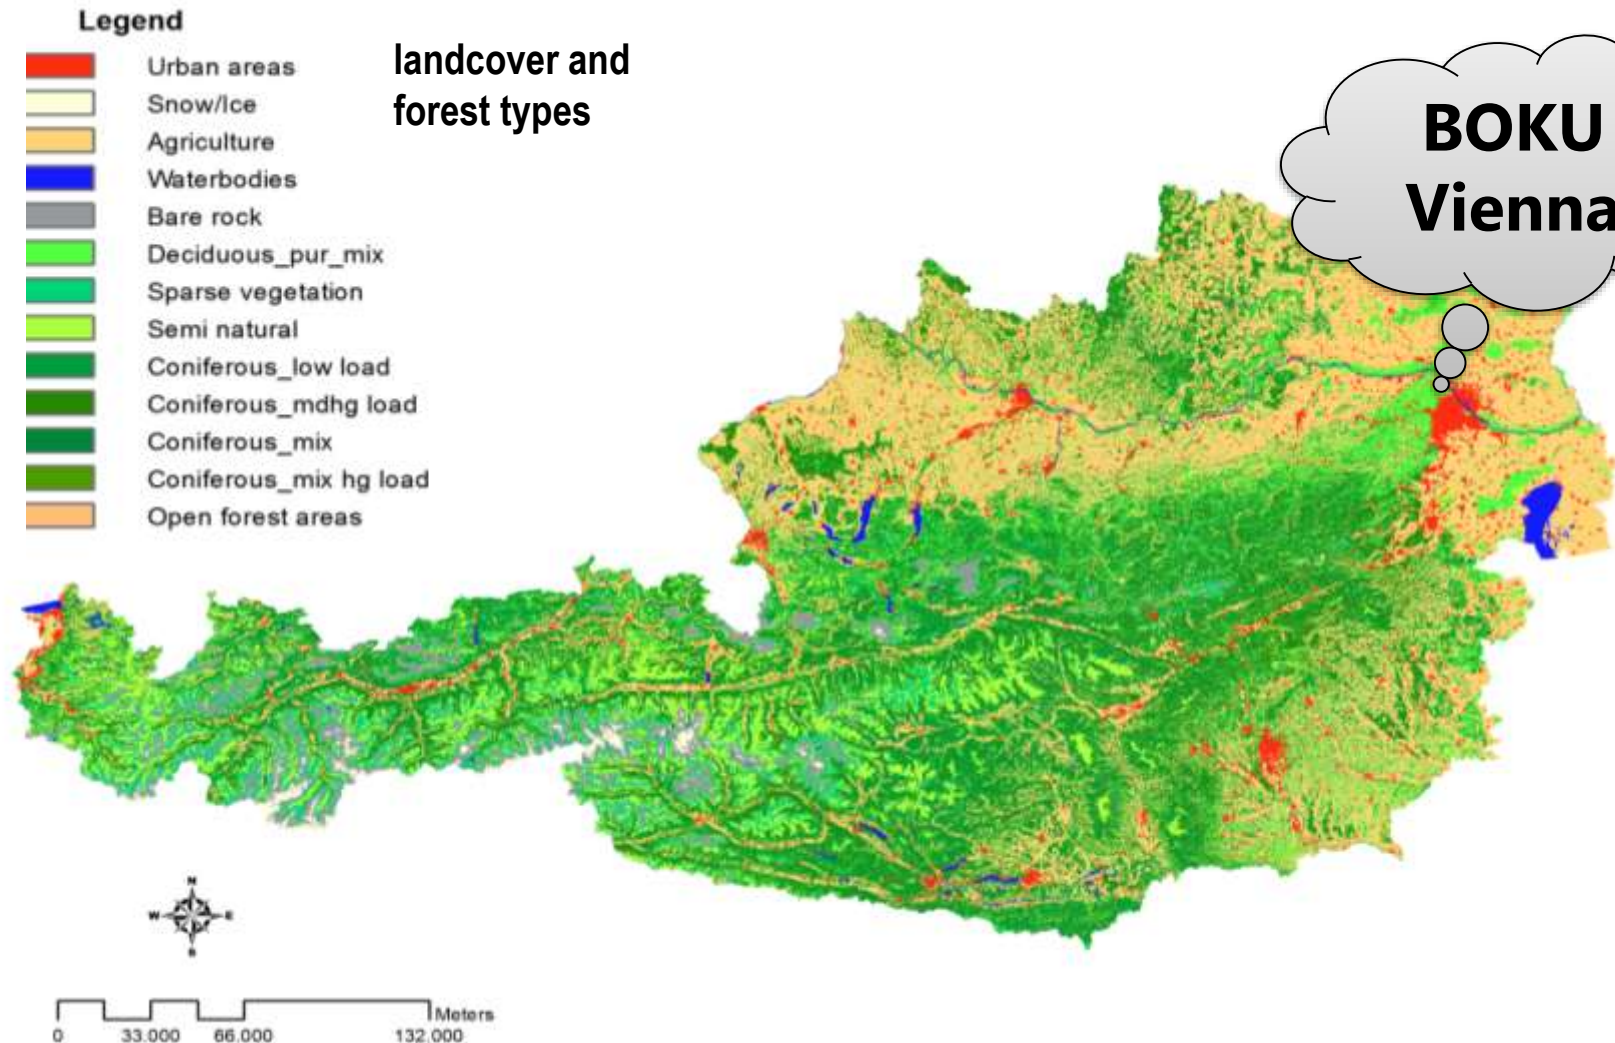 Legend
landcover and
forest types
Urban areas
Snow/Ice
Agriculture
Waterbodies
Bare rock
Deciduous_pur_mix
Sparse vegetation
Semi natural
Coniferous_low load
Coniferous_mdhg load
Coniferous_mix
Coniferous_mix hg load
Open forest areas
BOKU
Vienna
N
W E
S
Meters
0 33.000 66.000 132.000